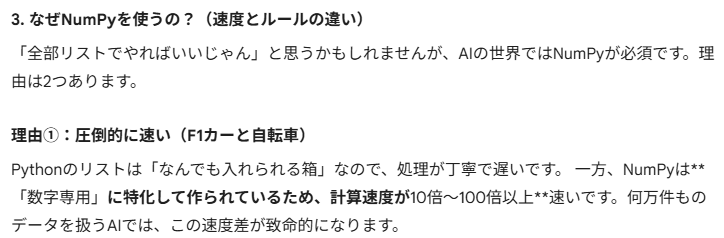 3. なぜNumPyを使うの？（速度とルールの違い）
「全部リストでやればいいじゃん」と思うかもしれませんが、AIの世界ではNumPyが必須です。理
由は2つあります。
理由①：圧倒的に速い（F1カーと自転車）
Pythonのリストは「なんでも入れられる箱」なので、処理が丁寧で遅いです。 一方、NumPyは**
「数字専用」に特化して作られているため、計算速度が10倍〜100倍以上**速いです。何万件もの
データを扱うAIでは、この速度差が致命的になります。